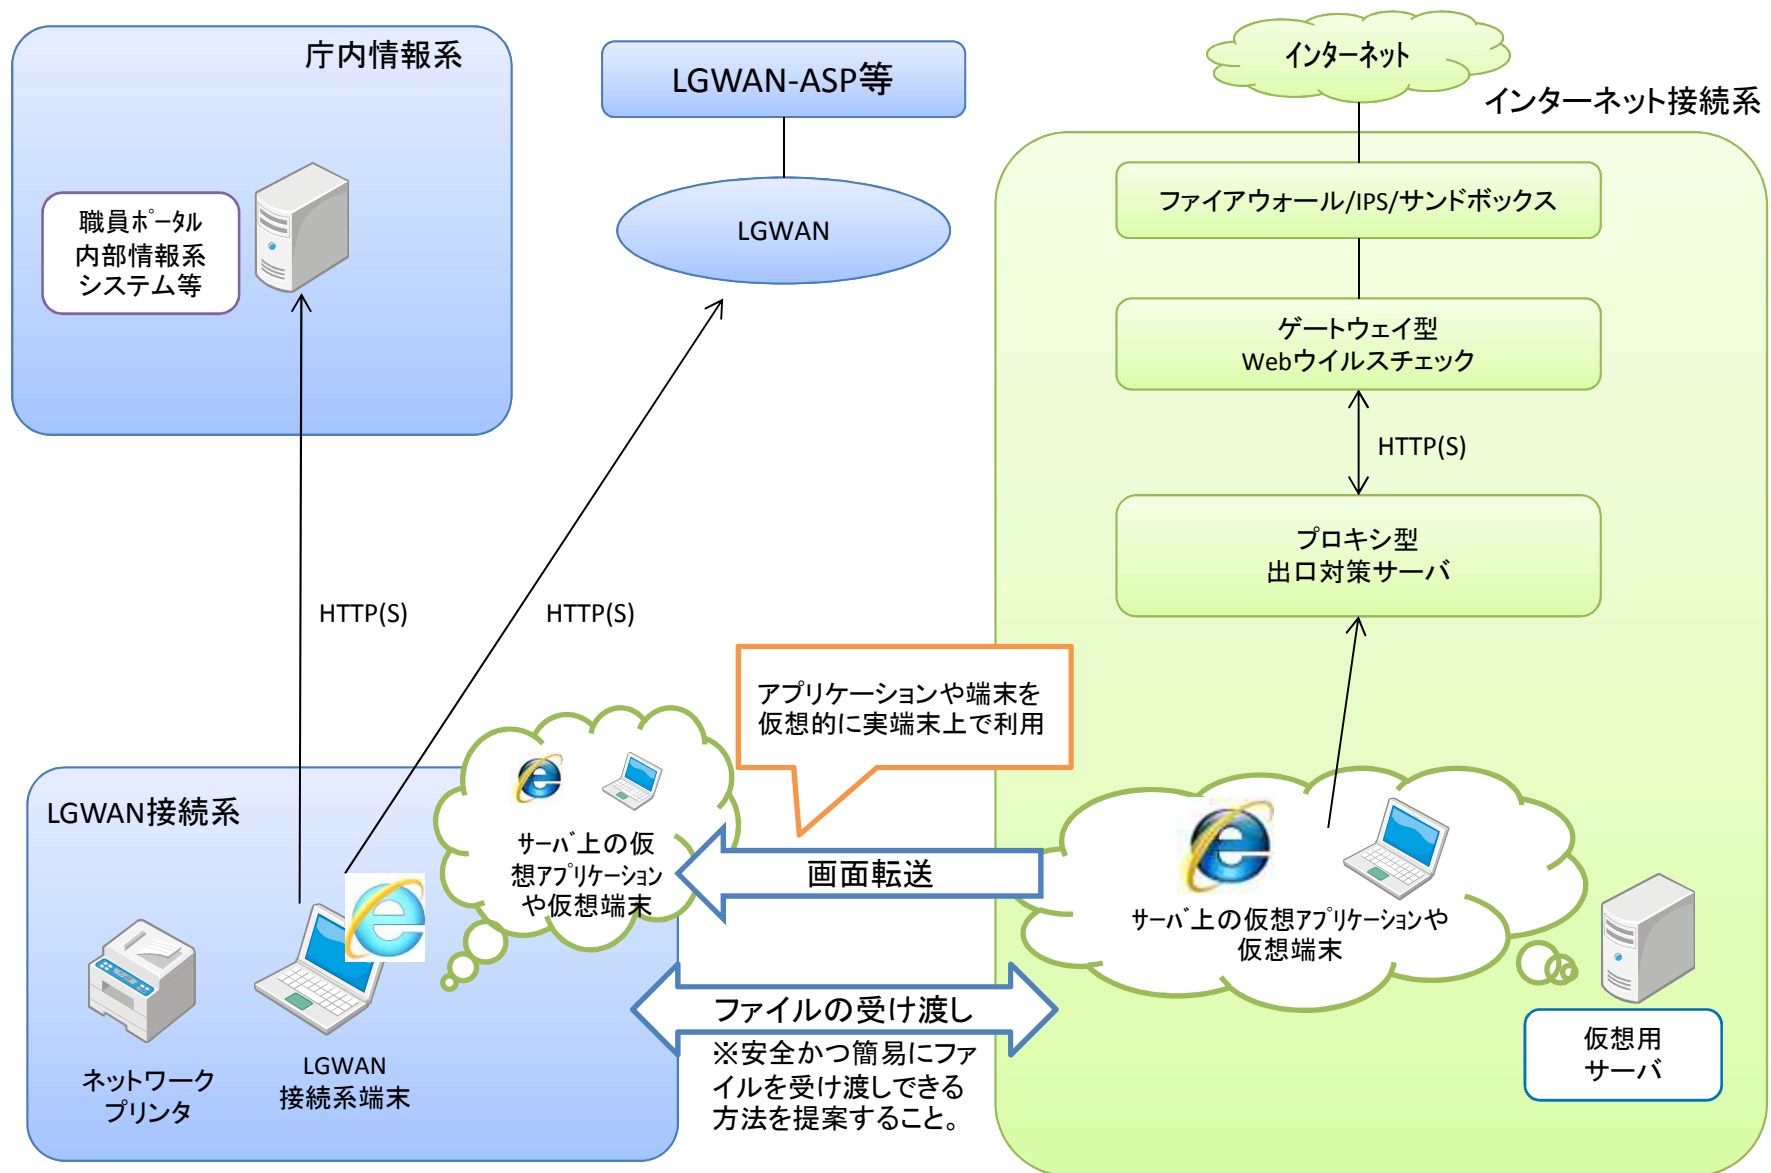 庁内情報系
職員ﾎﾟｰﾀﾙ
内部情報系
システム等
LGWAN-ASP等
LGWAN
インターネット
インターネット接続系
ファイアウォール/IPS/サンドボックス
ゲートウェイ型
Webウイルスチェック
HTTP(S)
プロキシ型
出口対策サーバ
HTTP(S)
HTTP(S)
アプリケーションや端末を
仮想的に実端末上で利用
LGWAN接続系
ｻｰﾊﾞ上の仮
想ｱﾌﾟﾘｹｰｼｮﾝ
や仮想端末
画面転送
ｻｰﾊﾞ上の仮想ｱﾌﾟﾘｹｰｼｮﾝや
仮想端末
ファイルの受け渡し
※安全かつ簡易にファ
イルを受け渡しできる
方法を提案すること。
仮想用
サーバ
ネットワーク
プリンタ
LGWAN
接続系端末